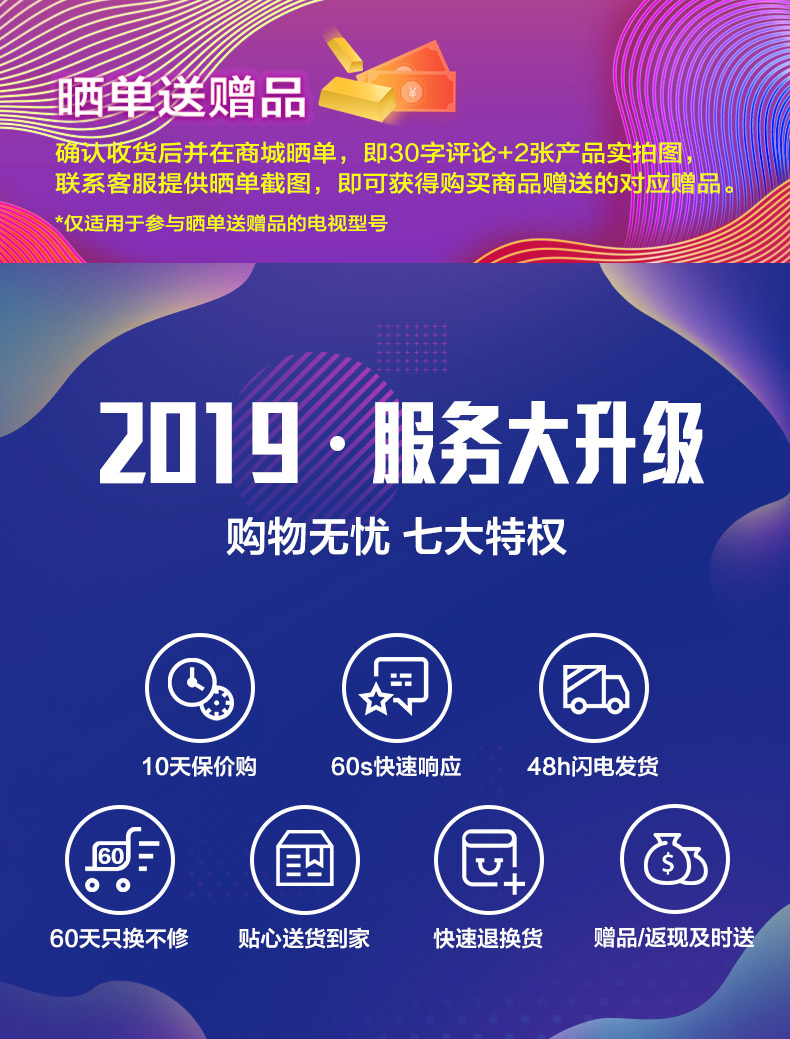 晒单送赠品
¥
确认收货后并在商城晒单，即30字评论+2张产品实拍图，
联系客服提供晒单截图，即可获得购买商品赠送的对应赠品。
*仅适用于参与晒单送赠品的电视型号
2019·服务大升级
购物无忧 七大特权
10天保价购
60s快速响应
48h闪电发货
60
$
60天只换不修
贴心送货到家
快速退换货
赠品/返现及时送